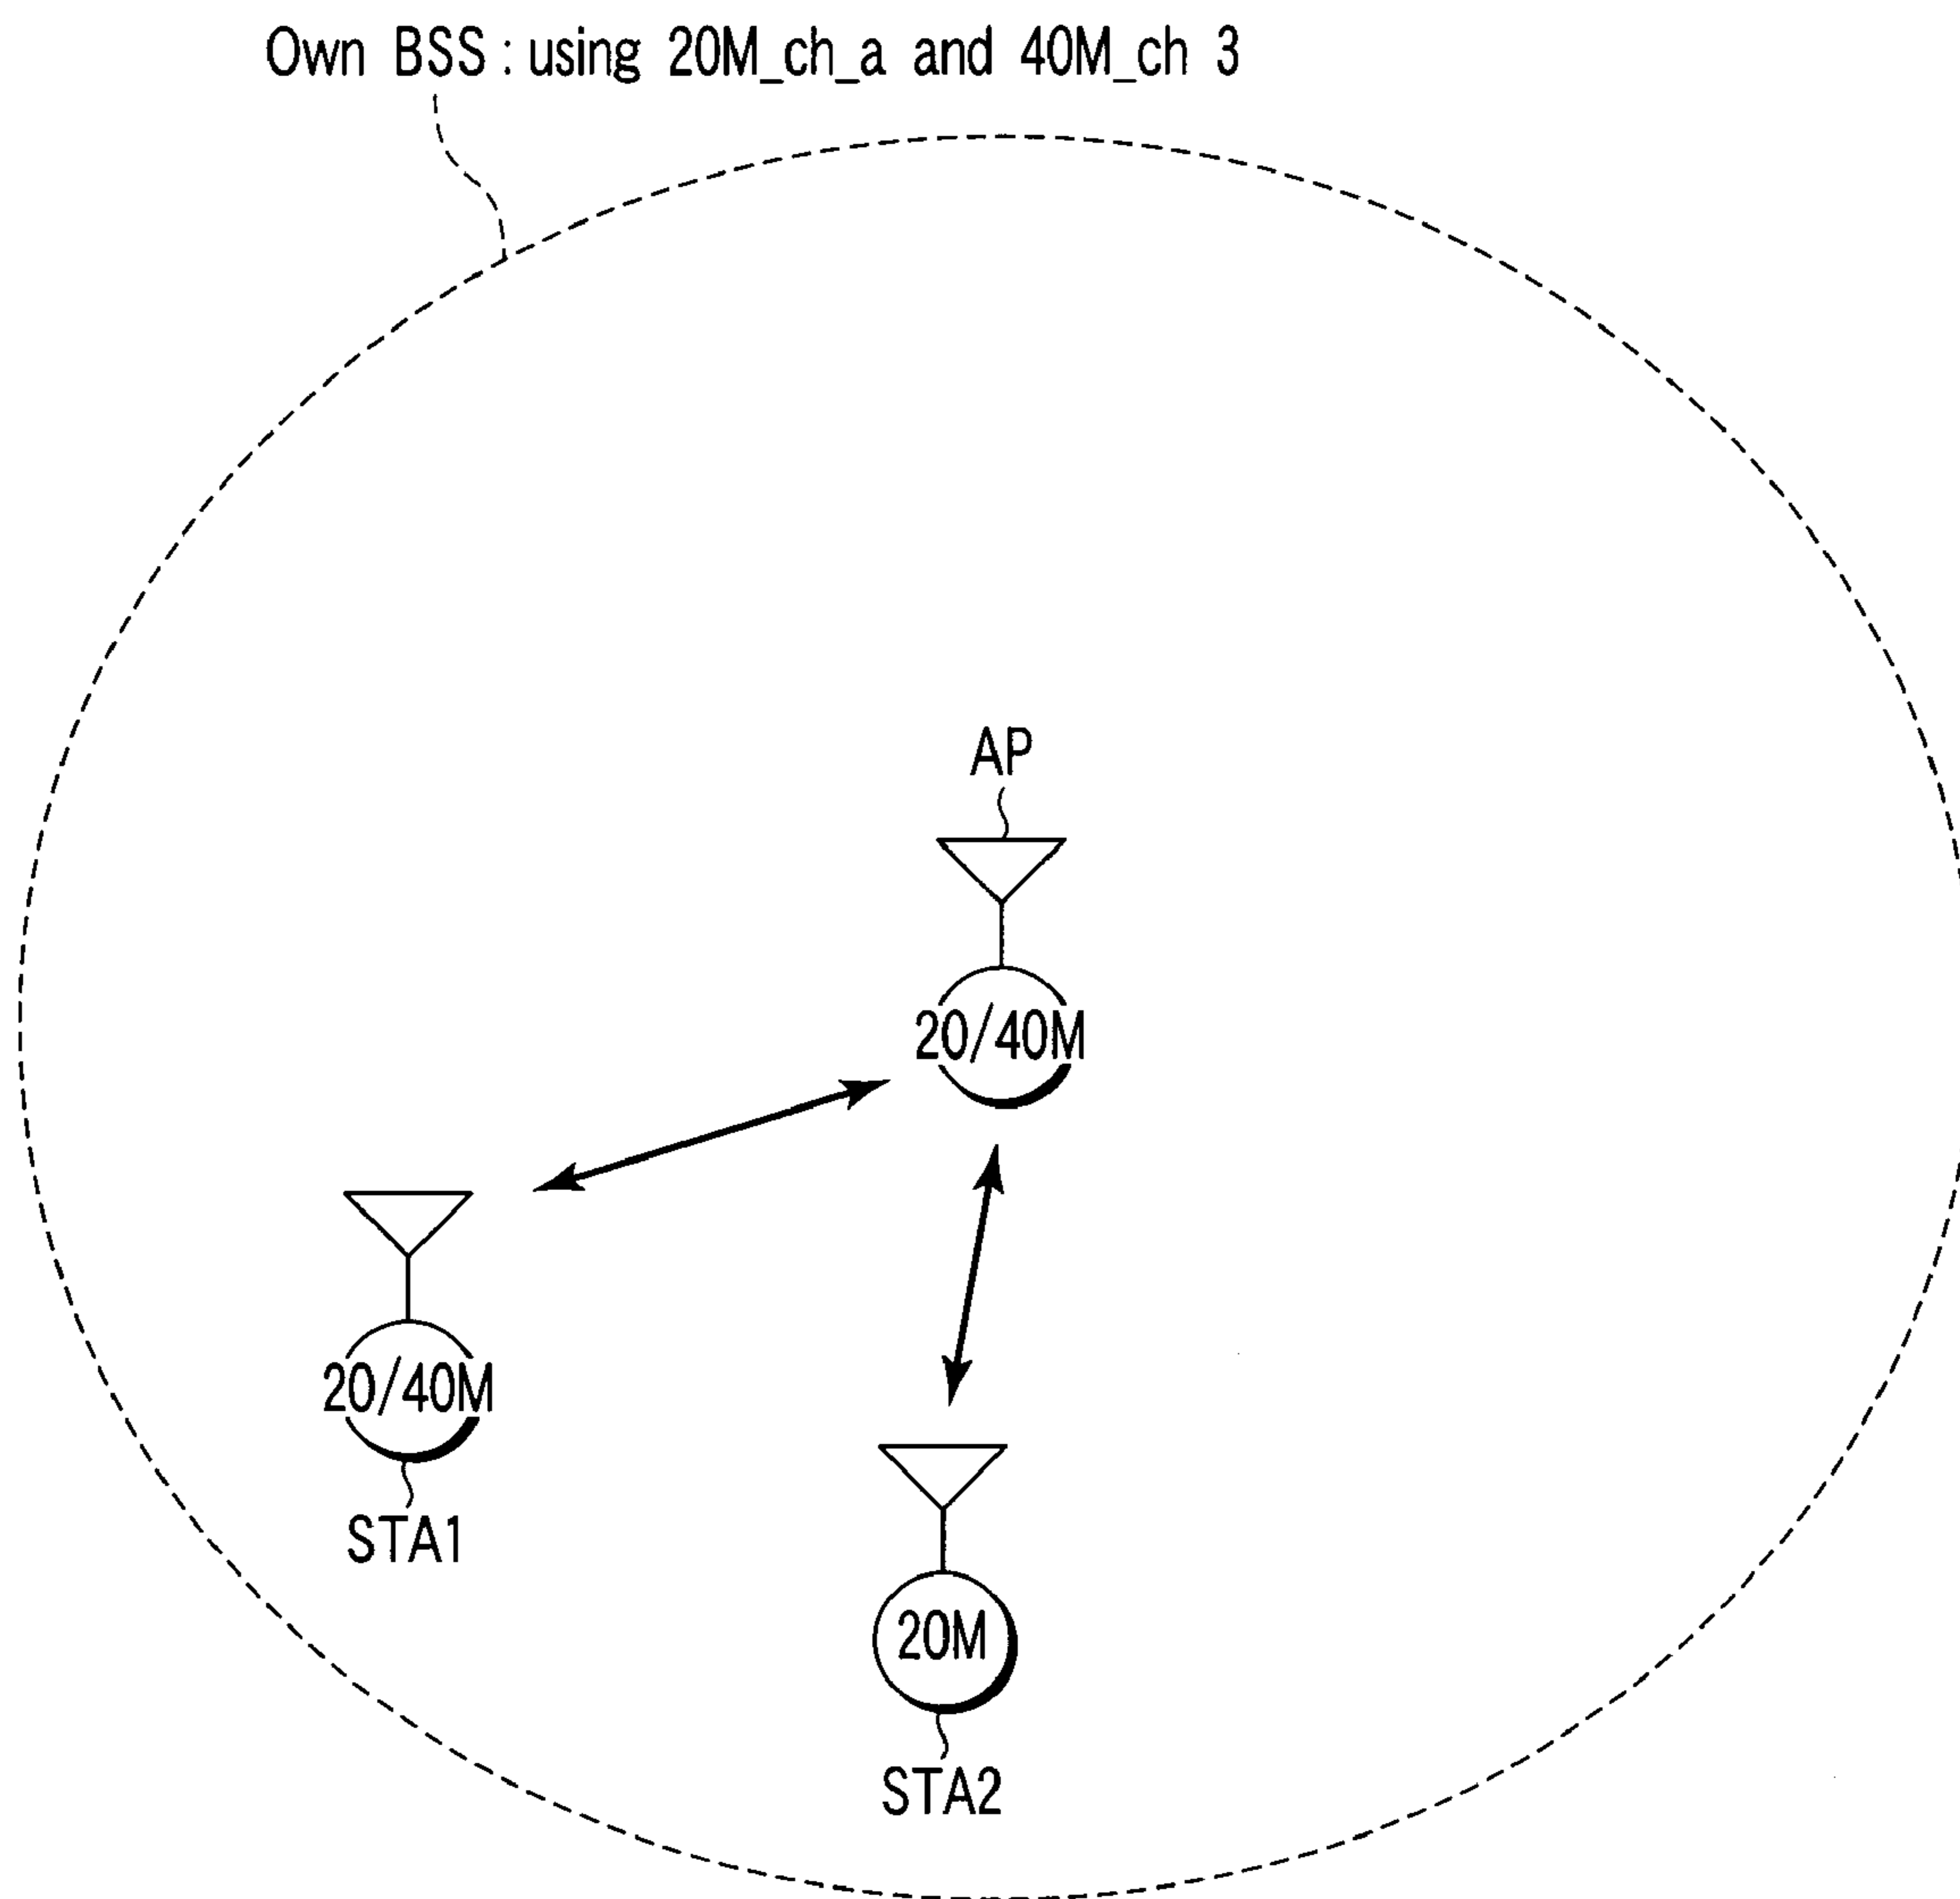 Own BSS : using 20M_ch_a and 40M_ch 3
AP
20/40M
20/40M
STA1
20M
STA2